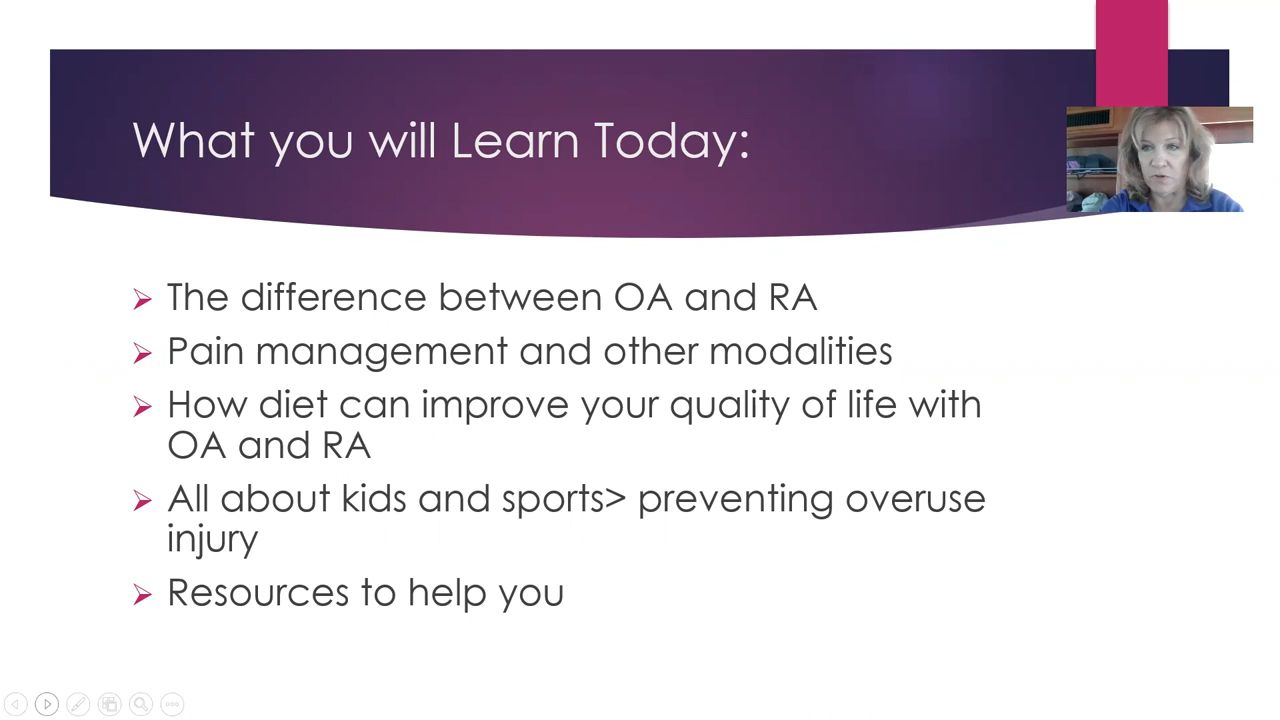 What you will Learn Today:
The difference between OA and RA
Pain management and other modalities
How diet can improve your quality of life with
OA and RA
All about kids and sports> preventing overuse
injury
Resources to help you